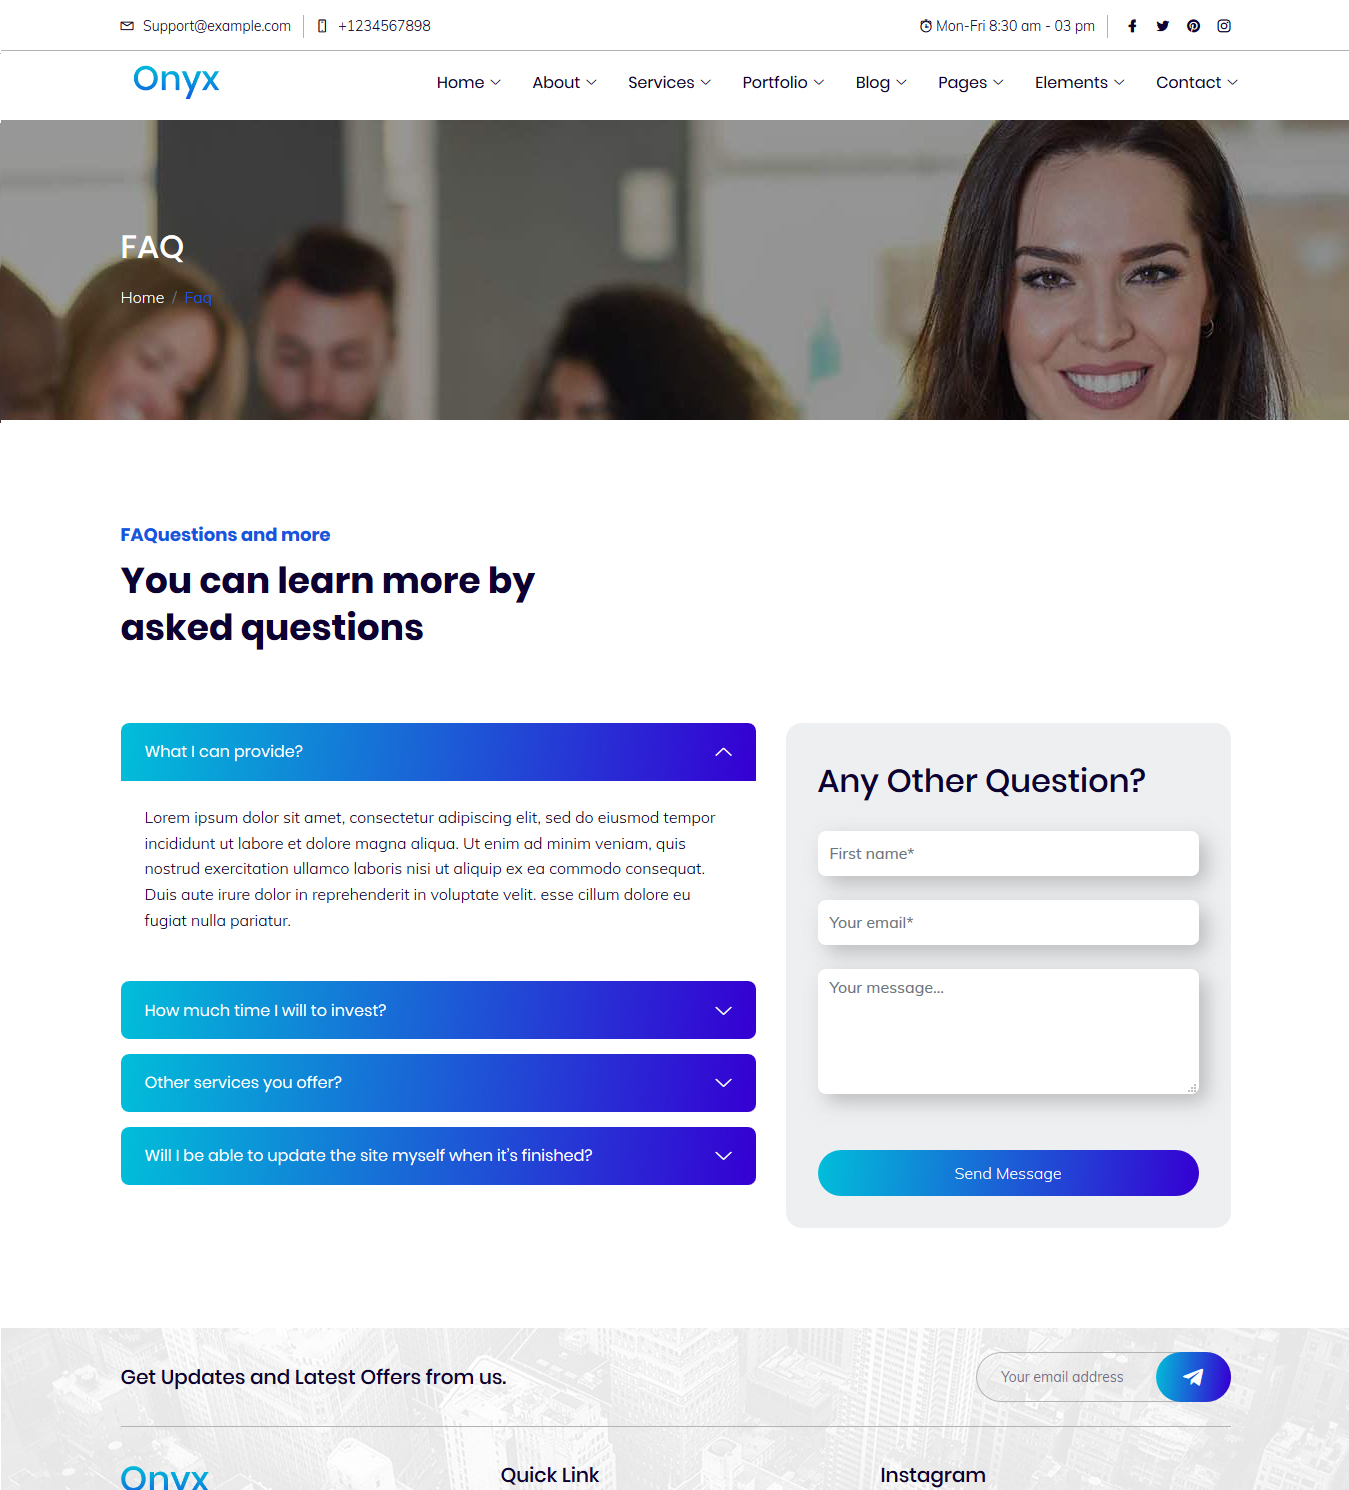 Support@example.com
+1234567898
Mon-Fri 8:30 am - 03 pm
Onyx
Home
About
Services
Portfolio
Blog
Pages
Elements
Contact
FAQ
Home / Faq
FAQuestions and more
You can learn more by
asked questions
What I can provide?
Lorem ipsum dolor sit amet, consectetur adipiscing elit, sed do eiusmod tempor
incididunt ut labore et dolore magna aliqua. Ut enim ad minim veniam, quis
nostrud exercitation ullamco laboris nisi ut aliquip ex ea commodo consequat.
Duis aute irure dolor in reprehenderit in voluptate velit. esse cillum dolore eu
fugiat nulla pariatur.
How much time I will to invest?
Other services you offer?
Will I be able to update the site myself when it's finished?
Any Other Question?
First name*
Your email*
Your message...
Send Message
Get Updates and Latest Offers from us.
Your email address
Onyx
Quick Link
Instagram